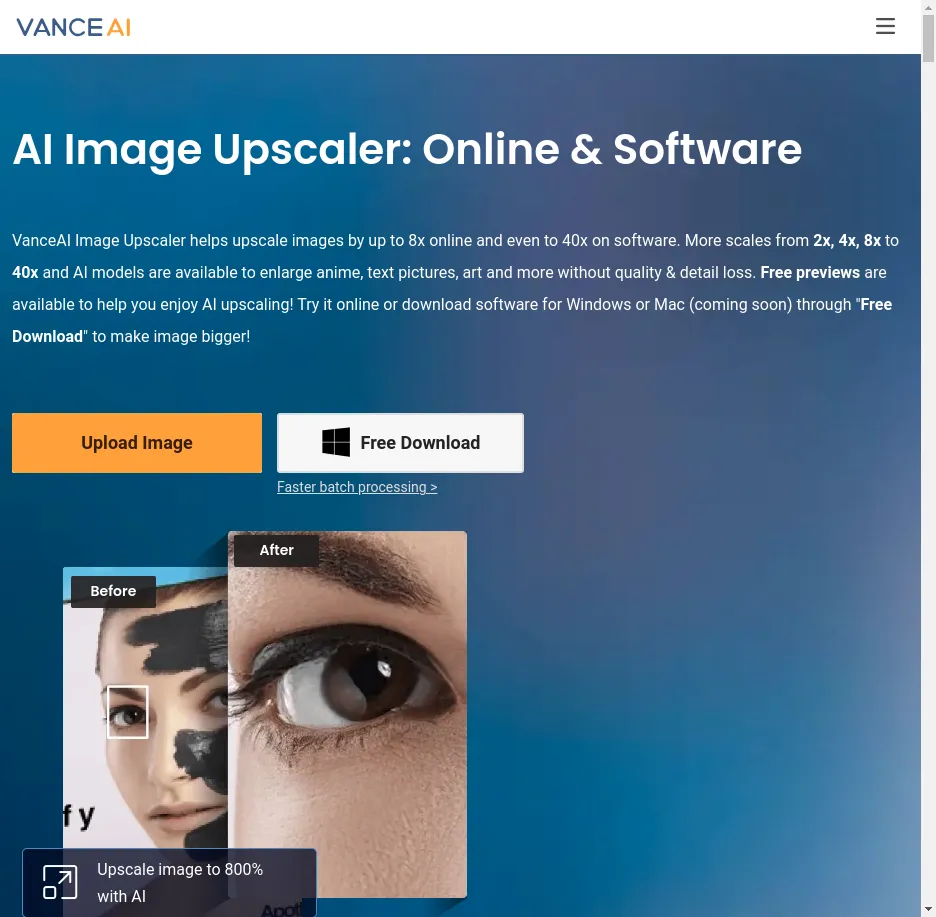 VANCE AI
AI Image Upscaler: Online & Software
VanceAI Image Upscaler helps upscale images by up to 8x online and even to 40x on software. More scales from 2x, 4x, 8x to
40x and AI models are available to enlarge anime, text pictures, art and more without quality & detail loss. Free previews are
available to help you enjoy AI upscaling! Try it online or download software for Windows or Mac (coming soon) through "Free
Download" to make image bigger!
Upload Image
Free Download
Faster batch processing >
After
Before
fy
Upscale image to 800%
with AI